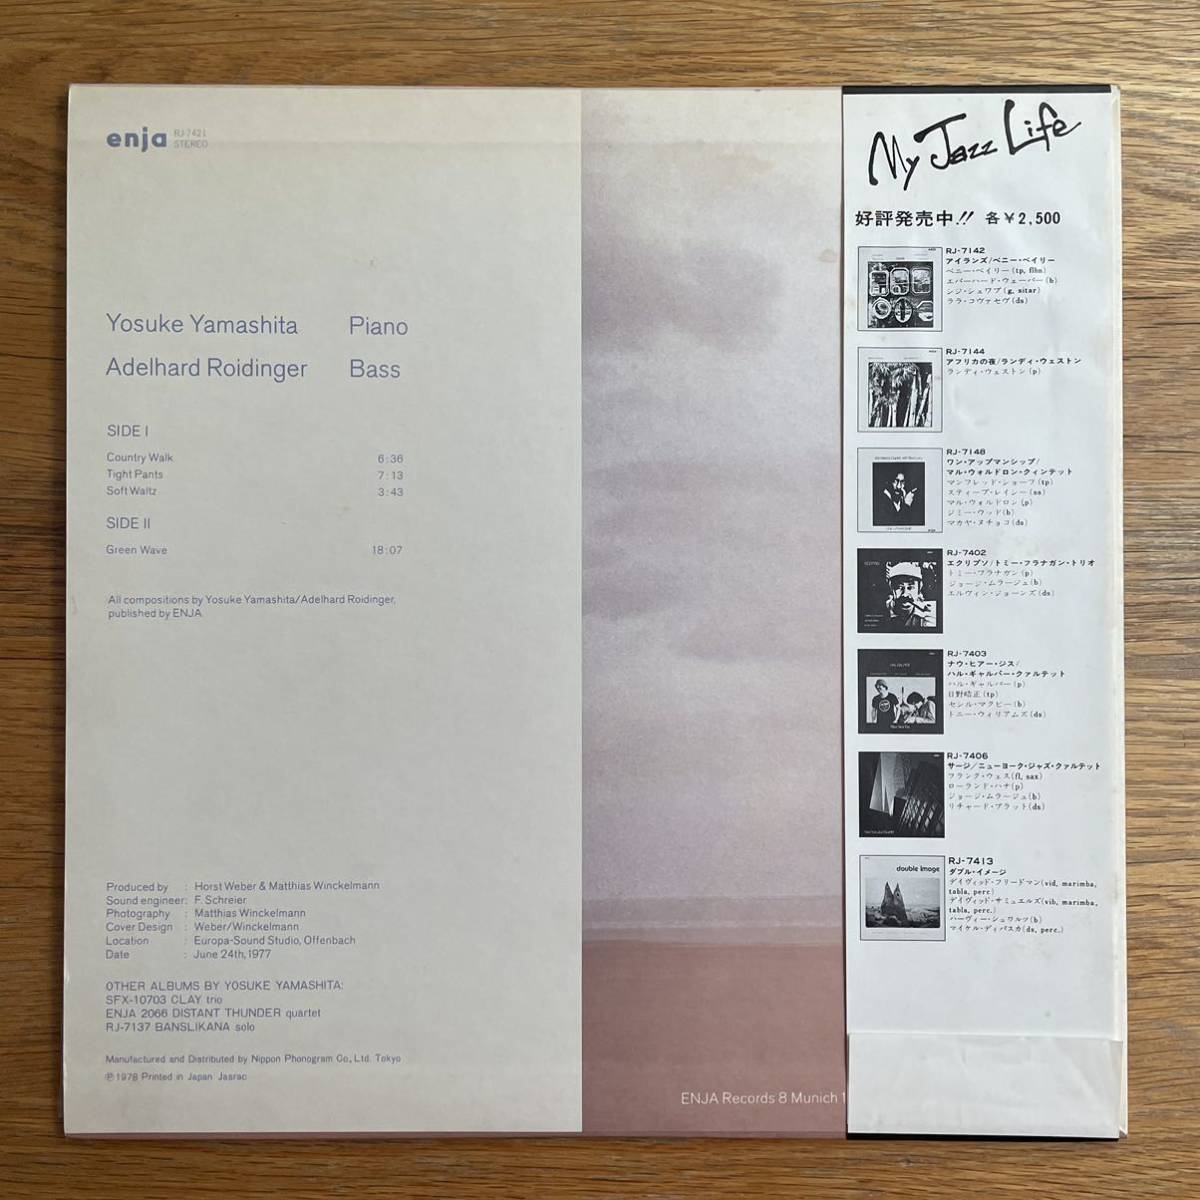 enja RJ-7421
STEREO
Yosuke Yamashita Piano
Adelhard Roidinger Bass
SIDE I
Country Walk 6:36
Tight Pants 7:13
Soft Waltz 3:43
SIDE II
Green Wave 18:07
All compositions by Yosuke Yamashita/Adelhard Roidinger,
published by ENJA
Produced by : Horst Weber & Matthias Winckelmann
Sound engineer: F. Schreier
Photography : Matthias Winckelmann
Cover Design : Weber/Winckelmann
Location : Europa-Sound Studio, Offenbach
Date : June 24th, 1977
OTHER ALBUMS BY YOSUKE YAMASHITA:
SFX-10703 CLAY trio
ENJA 2066 DISTANT THUNDER quartet
RJ-7137 BANSLIKANA solo
Manufactured and Distributed by Nippon Phonogram Co., Ltd. Tokyo
℗ 1978 Printed in Japan Jasrac
ENJA Records 8 Munich 1
My Jazz Life
好評発売中!! 各¥2,500
RJ-7142
アイランズ/ベニー・ベイリー
ベニー・ベイリー(tp, flhn)
エバーハード・ウェーバー(b)
シジ・シュワブ(g, sitar)
ララ・コヴァセヴ(ds)
RJ-7144
アフリカの夜/ランディ・ウェストン
ランディ・ウェストン(p)
RJ-7148
ワン・アップマンシップ/
マル・ウォルドロン・クィンテット
マンフレッド・ショーフ(tp)
スティーブ・レイシー(ss)
マル・ウォルドロン(p)
ジミー・ウッド(b)
マカヤ・ヌチョコ(ds)
RJ-7402
エクリプソ/トミー・フラナガン・トリオ
トミー・フラナガン(p)
ジョージ・ムラージュ(b)
エルヴィン・ジョーンズ(ds)
RJ-7403
ナウ・ヒアー・ジス/
ハル・ギャルパー・クァルテット
ハル・ギャルパー(p)
日野皓正(tp)
セシル・マクビー(b)
トニー・ウィリアムズ(ds)
RJ-7406
サージ/ニューヨーク・ジャズ・クァルテット
フランク・ウェス(fl, sax)
ローランド・ハナ(p)
ジョージ・ムラージュ(b)
リチャード・プラット(ds)
double image
RJ-7413
ダブル・イメージ
デイヴィッド・フリードマン(vid, marimba,
tabla, perc)
デイヴィッド・サミュエルズ(vib, marimba,
tabla, perc.)
ハーヴィー・シュワルツ(b)
マイケル・ディパスカ(ds, perc.)